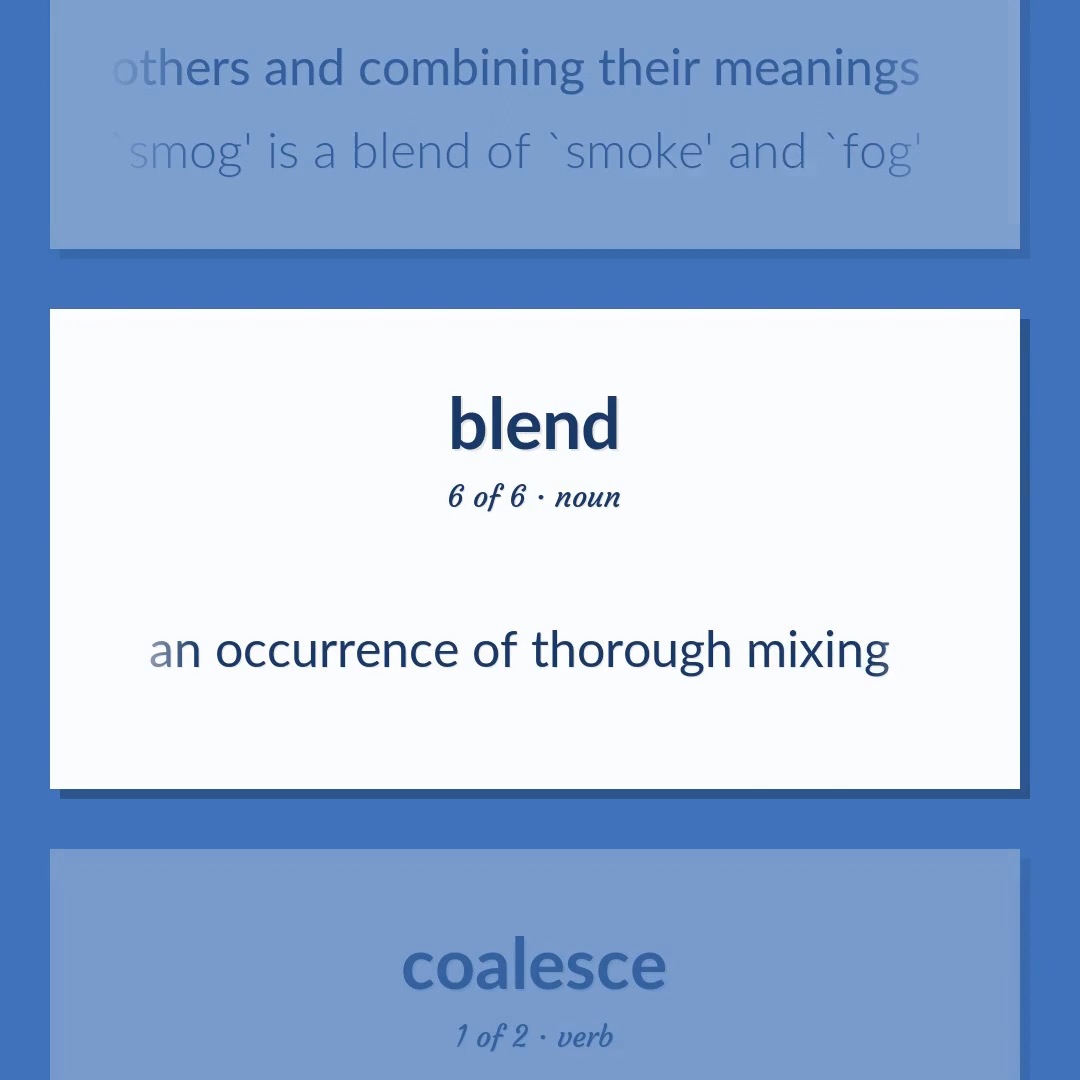 others and combining their meanings
`smog' is a blend of `smoke' and `fog'
blend
6 of 6 · noun
an occurrence of thorough mixing
coalesce
1 of 2 · verb